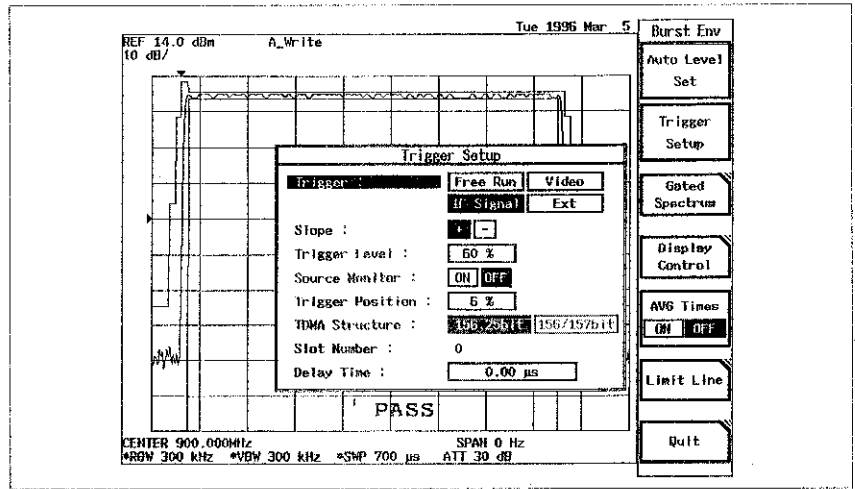 Tue 1996 Mar 5
REF 14.0 dBm A_Write
10 dB/
Burst Env
Auto Level
Set
Trigger
Setup
Gated
Spectrum
Display
Control
AVG Times
ON OFF
Limit Line
Quit
Trigger Setup
Trigger : Free Run Video
IF Signal Ext
Slope : + -
Trigger Level : 60 %
Source Monitor : ON OFF
Trigger Position : 5 %
TDMA Structure : 156.25bit 156/157bit
Slot Number : 0
Delay Time : 0.00 µs
PASS
CENTER 900.000MHz SPAN 0 Hz
*RBW 300 kHz *VBW 300 kHz *SWP 700 µs ATT 30 dB